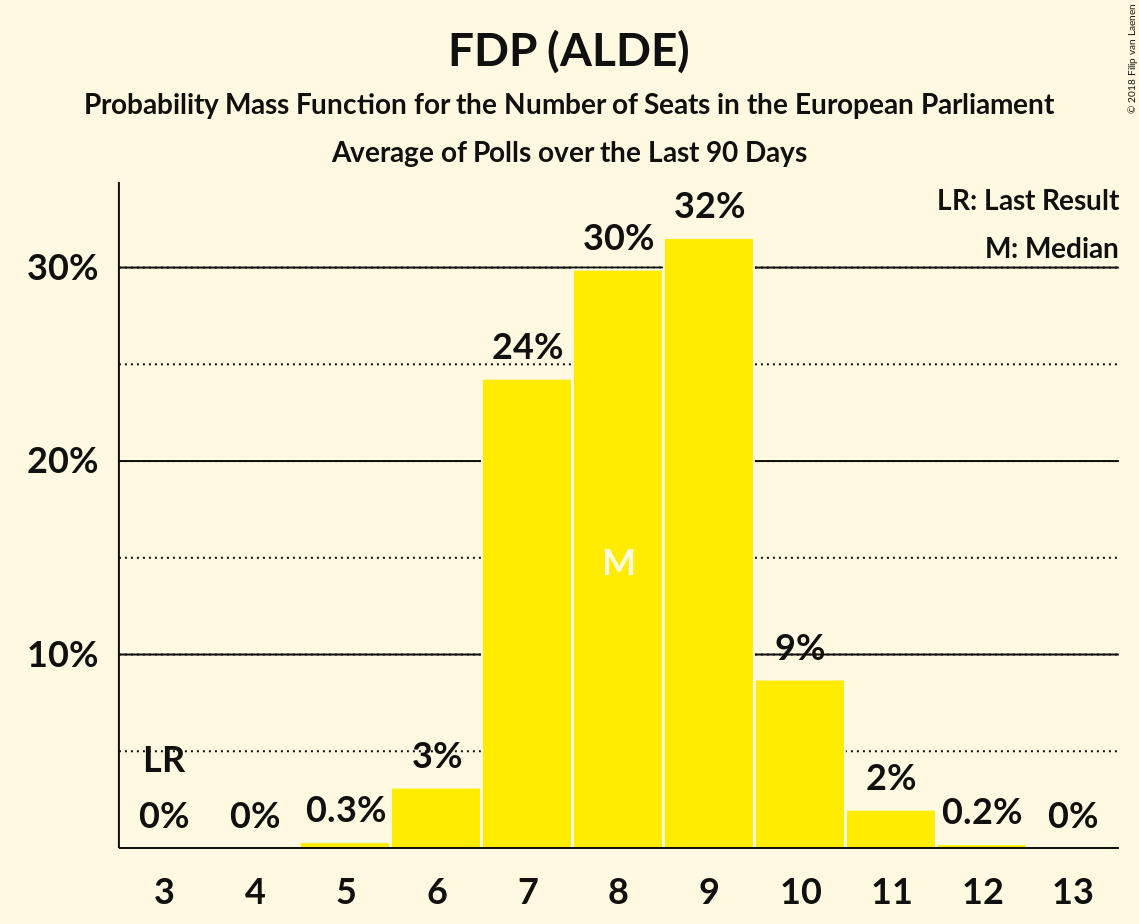 FDP (ALDE)
Probability Mass Function for the Number of Seats in the European Parliament
Average of Polls over the Last 90 Days
© 2018 Filip van Laenen
LR: Last Result
M: Median
30%
20%
10%
LR
0%
0%
0.3%
3%
24%
30%
M
32%
9%
2%
0.2%
0%
3 4 5 6 7 8 9 10 11 12 13